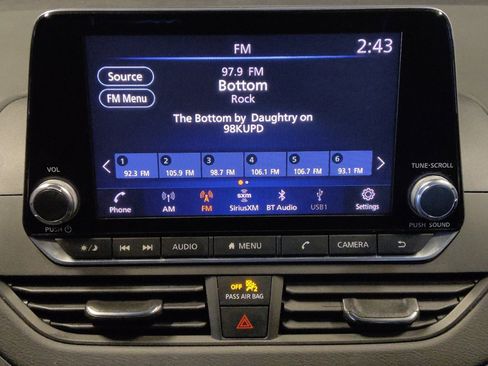 FM 2:43
Source
97.9 FM
Bottom
FM Menu
Rock
The Bottom by Daughtry on
98KUPD
1 2 3 4 5 6
92.3 FM 105.9 FM 98.7 FM 106.1 FM 106.7 FM 93.1 FM
VOL TUNE•SCROLL
Phone AM FM SiriusXM BT Audio USB1 Settings
PUSH PUSH SOUND
AUDIO MENU CAMERA
OFF 2
PASS AIR BAG